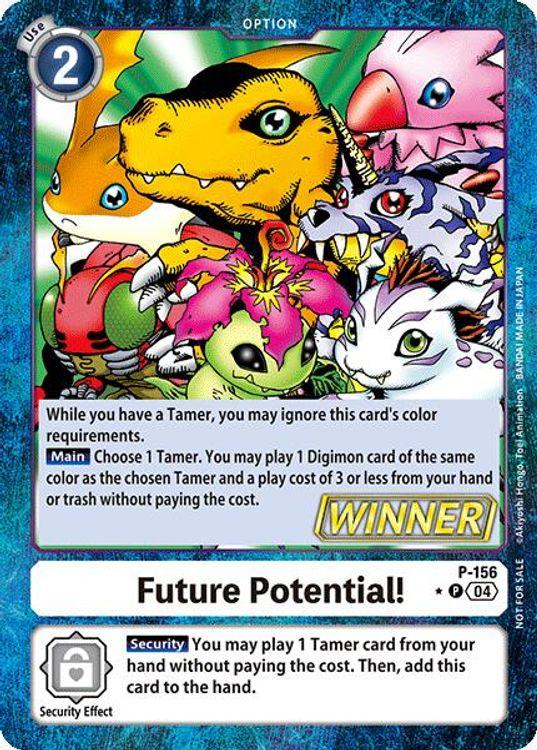 OPTION
Use
2
While you have a Tamer, you may ignore this card's color
requirements.
Main Choose 1 Tamer. You may play 1 Digimon card of the same
color as the chosen Tamer and a play cost of 3 or less from your hand
or trash without paying the cost.
WINNER
P-156
Future Potential!
P 04
Security You may play 1 Tamer card from your
hand without paying the cost. Then, add this
card to the hand.
Security Effect
NOT FOR SALE ©Akiyoshi Hongo, Toei Animation BANDAI MADE IN JAPAN